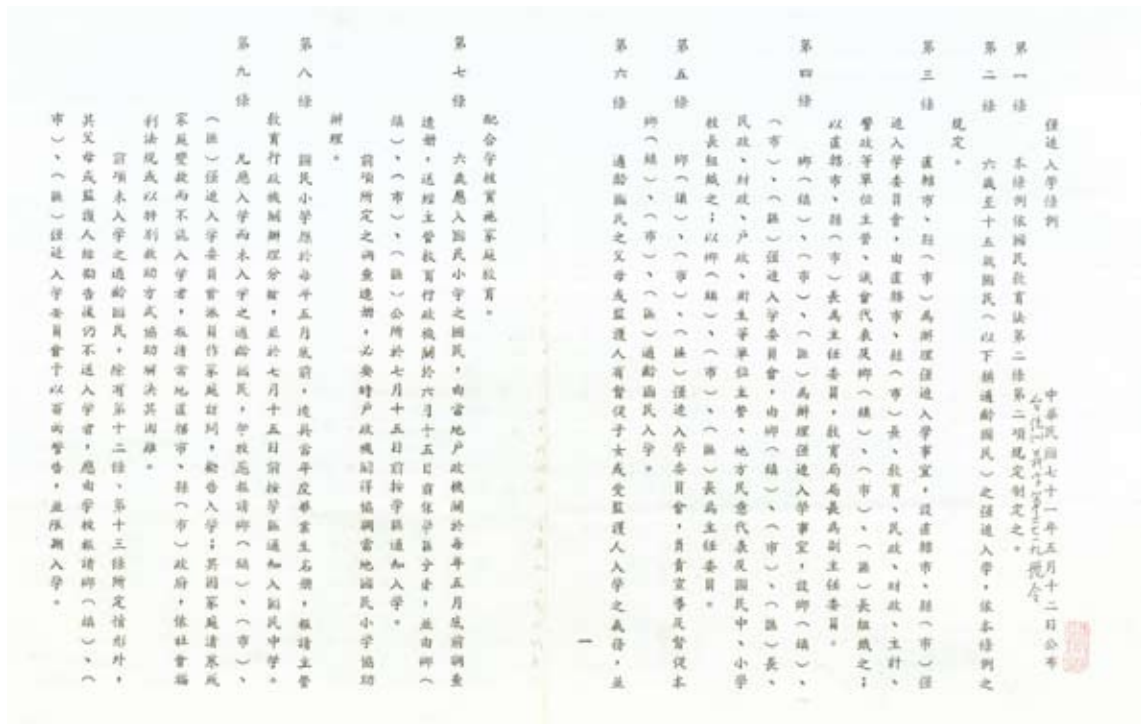 強迫入學條例
中華民國七十一年五月十二日公布
第一條　本條例依國民教育法第二條第二項規定制定之。
第二條　六歲至十五歲國民（以下稱適齡國民）之強迫入學，依本條例之
規定。
第三條　直轄市、縣（市）為辦理強迫入學事宜，設直轄市、縣（市）強
迫入學委員會，由直轄市、縣（市）長、教育、民政、財政、主計、
警政等單位主管、議會代表及鄉（鎮）、（市）、（區）長組織之；
以直轄市、縣（市）長為主任委員，教育局局長為副主任委員。
第四條　鄉（鎮）、（市）、（區）為辦理強迫入學事宜，設鄉（鎮）、
（市）、（區）強迫入學委員會，由鄉（鎮）、（市）、（區）長、
民政、財政、戶政、衛生等單位主管、地方民意代表及國民中、小學
校長組織之；以鄉（鎮）、（市）、（區）長為主任委員。
第五條　鄉（鎮）、（市）、（區）強迫入學委員會，負責宣導及督促本
鄉（鎮）、（市）、（區）適齡國民入學。
第六條　適齡國民之父母或監護人有督促子女或受監護人入學之義務，並
一
配合學校實施家庭教育。
第七條　六歲應入國民小學之國民，由當地戶政機關於每年五月底前調查
造冊，送經主管教育行政機關於六月十五日前依學區分發，並由鄉（
鎮）、（市）、（區）公所於七月十五日前按學區通知入學。
前項所定之調查造冊，必要時戶政機關得協調當地國民小學協助
辦理。
第八條　國民小學應於每年五月底前，造具當年度畢業生名冊，報請主管
教育行政機關辦理分發，並於七月十五日前按學區通知入國民中學。
第九條　凡應入學而未入學之適齡國民，學校應報請鄉（鎮）、（市）、
（區）強迫入學委員會派員作家庭訪問，勸告入學；其因家庭清寒或
家庭變故而不能入學者，報請當地直轄市、縣（市）政府，依社會福
利法規或以特別救助方式協助解決其困難。
前項未入學之適齡國民，除有第十二條、第十三條所定情形外，
其父母或監護人經勸告後仍不送入學者，應由學校報請鄉（鎮）、（
市）、（區）強迫入學委員會予以書面警告，並限期入學。